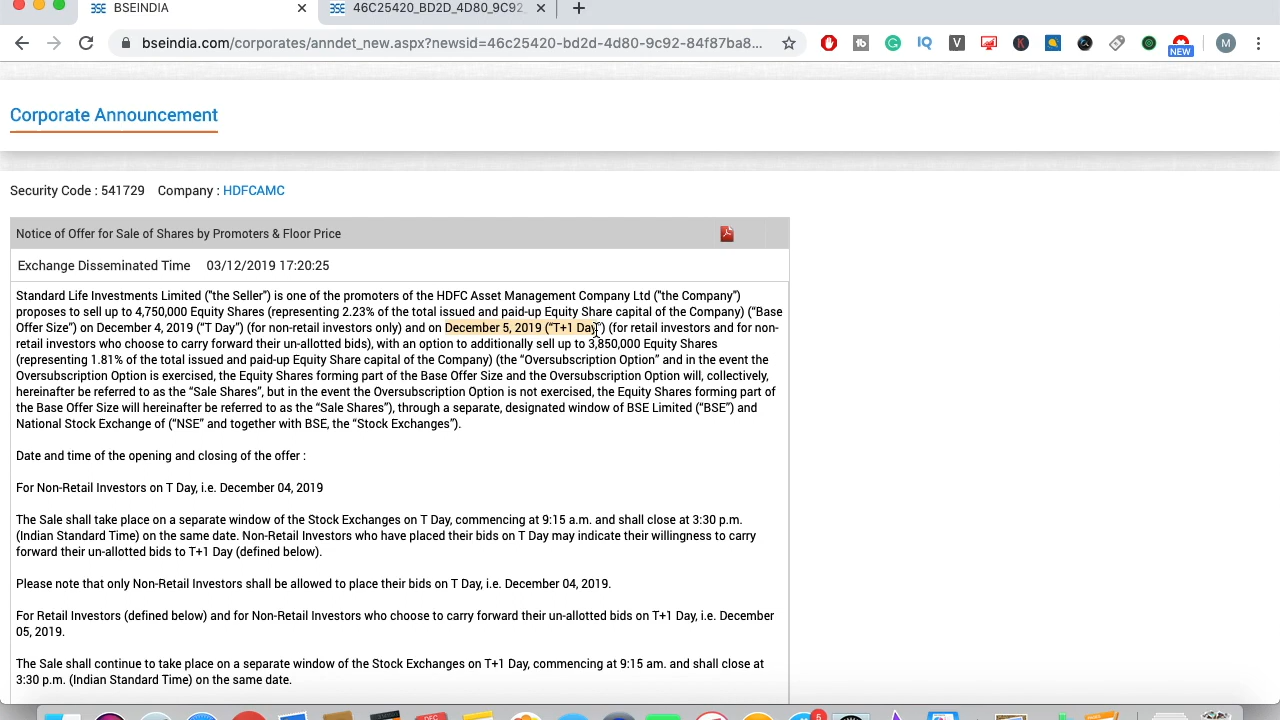 BSEINDIA
46C25420_BD2D_4D80_9C92_
bseindia.com/corporates/anndet_new.aspx?newsid=46c25420-bd2d-4d80-9c92-84f87ba8...
tb
IQ
V
K
NEW
M
Corporate Announcement
Security Code : 541729 Company : HDFCAMC
Notice of Offer for Sale of Shares by Promoters & Floor Price
Exchange Disseminated Time 03/12/2019 17:20:25
Standard Life Investments Limited ("the Seller") is one of the promoters of the HDFC Asset Management Company Ltd ("the Company")
proposes to sell up to 4,750,000 Equity Shares (representing 2.23% of the total issued and paid-up Equity Share capital of the Company) (“Base
Offer Size”) on December 4, 2019 (“T Day”) (for non-retail investors only) and on December 5, 2019 (“T+1 Day”) (for retail investors and for non-
retail investors who choose to carry forward their un-allotted bids), with an option to additionally sell up to 3,850,000 Equity Shares
(representing 1.81% of the total issued and paid-up Equity Share capital of the Company) (the “Oversubscription Option” and in the event the
Oversubscription Option is exercised, the Equity Shares forming part of the Base Offer Size and the Oversubscription Option will, collectively,
hereinafter be referred to as the “Sale Shares”, but in the event the Oversubscription Option is not exercised, the Equity Shares forming part of
the Base Offer Size will hereinafter be referred to as the “Sale Shares”), through a separate, designated window of BSE Limited (“BSE”) and
National Stock Exchange of (“NSE” and together with BSE, the “Stock Exchanges”).
Date and time of the opening and closing of the offer :
For Non-Retail Investors on T Day, i.e. December 04, 2019
The Sale shall take place on a separate window of the Stock Exchanges on T Day, commencing at 9:15 a.m. and shall close at 3:30 p.m.
(Indian Standard Time) on the same date. Non-Retail Investors who have placed their bids on T Day may indicate their willingness to carry
forward their un-allotted bids to T+1 Day (defined below).
Please note that only Non-Retail Investors shall be allowed to place their bids on T Day, i.e. December 04, 2019.
For Retail Investors (defined below) and for Non-Retail Investors who choose to carry forward their un-allotted bids on T+1 Day, i.e. December
05, 2019.
The Sale shall continue to take place on a separate window of the Stock Exchanges on T+1 Day, commencing at 9:15 am. and shall close at
3:30 p.m. (Indian Standard Time) on the same date.
DEC
5